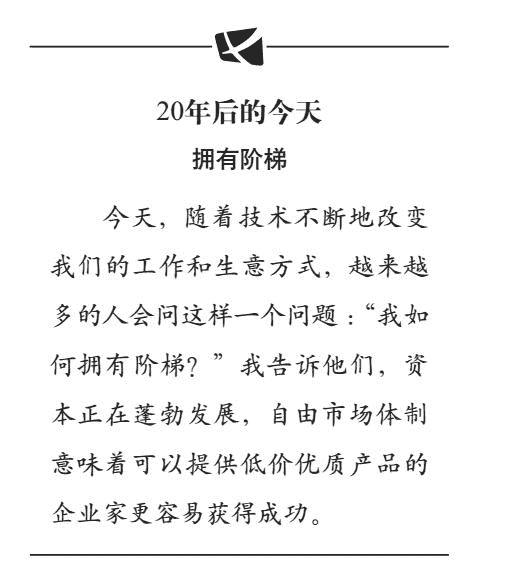 20年后的今天
拥有阶梯
今天，随着技术不断地改变
我们的工作和生意方式，越来越
多的人会问这样一个问题：“我如
何拥有阶梯？”我告诉他们，资
本正在蓬勃发展，自由市场体制
意味着可以提供低价优质产品的
企业家更容易获得成功。